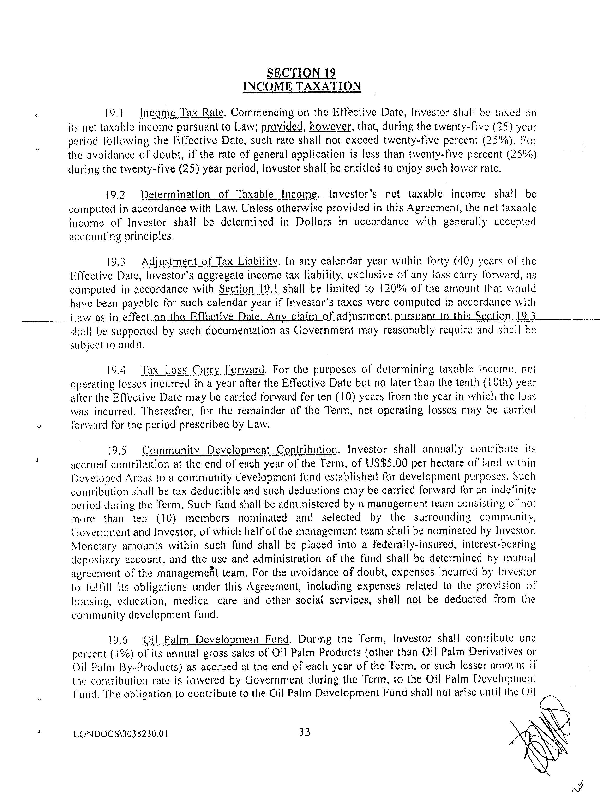 SECTION 19
INCOME TAXATION
19.1 Income Tax Rate. Commencing on the Effective Date, Investor shall be taxed on
its net taxable income pursuant to Law; provided, however, that, during the twenty-five (25) year
period following the Effective Date, such rate shall not exceed twenty-five percent (25%). For
the avoidance of doubt, if the rate of general application is less than twenty-five percent (25%)
during the twenty-five (25) year period, Investor shall be entitled to enjoy such lower rate.
19.2 Determination of Taxable Income. Investor's net taxable income shall be
computed in accordance with Law. Unless otherwise provided in this Agreement, the net taxable
income of Investor shall be determined in Dollars in accordance with generally accepted
accounting principles.
19.3 Adjustment of Tax Liability. In any calendar year within forty (40) years of the
Effective Date, Investor's aggregate income tax liability, exclusive of any loss carry forward, as
computed in accordance with Section 19.1 shall be limited to 120% of the amount that would
have been payable for such calendar year if Investor's taxes were computed in accordance with
Law as in effect on the Effective Date. Any claim of adjustment pursuant to this Section 19.3
shall be supported by such documentation as Government may reasonably require and shall be
subject to audit.
19.4 Tax Loss Carry Forward. For the purposes of determining taxable income, net
operating losses incurred in a year after the Effective Date but no later than the tenth (10th) year
after the Effective Date may be carried forward for ten (10) years from the year in which the loss
was incurred. Thereafter, for the remainder of the Term, net operating losses may be carried
forward for the period prescribed by Law.
19.5 Community Development Contribution. Investor shall annually contribute its
accrual contribution at the end of each year of the Term, of US$5.00 per hectare of land within
Developed Areas to a community development fund established for development purposes. Such
contribution shall be tax deductible and such deductions may be carried forward for an indefinite
period during the Term. Such fund shall be administered by a management team consisting of not
more than ten (10) members nominated and selected by the surrounding community,
Government and Investor, of which half of the management team shall be nominated by Investor.
Monetary amounts within such fund shall be placed into a federally-insured, interest-bearing
depositary account, and the use and administration of the fund shall be determined by mutual
agreement of the management team. For the avoidance of doubt, expenses incurred by Investor
to fulfill its obligations under this Agreement, including expenses related to the provision of
housing, education, medical care and other social services, shall not be deducted from the
community development fund.
19.6 Oil Palm Development Fund. During the Term, Investor shall contribute one
percent (1%) of its annual gross sales of Oil Palm Products (other than Oil Palm Derivatives or
Oil Palm By-Products) as accrued at the end of each year of the Term, or such lesser amount if
the contribution rate is lowered by Government during the Term, to the Oil Palm Development
Fund. The obligation to contribute to the Oil Palm Development Fund shall not arise until the Oil
33